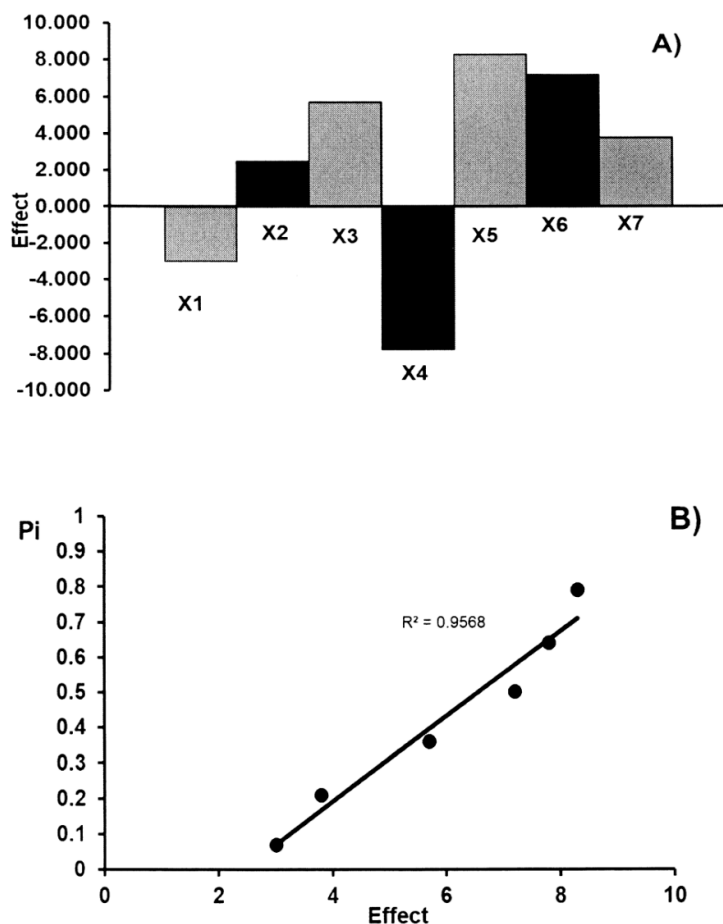 A)
10.000
8.000
6.000
4.000
2.000
0.000
-2.000
-4.000
-6.000
-8.000
-10.000
Effect
X1
X2
X3
X4
X5
X6
X7
B)
Pi
1
0.9
0.8
0.7
0.6
0.5
0.4
0.3
0.2
0.1
0
R² = 0.9568
0 2 4 6 8 10
Effect